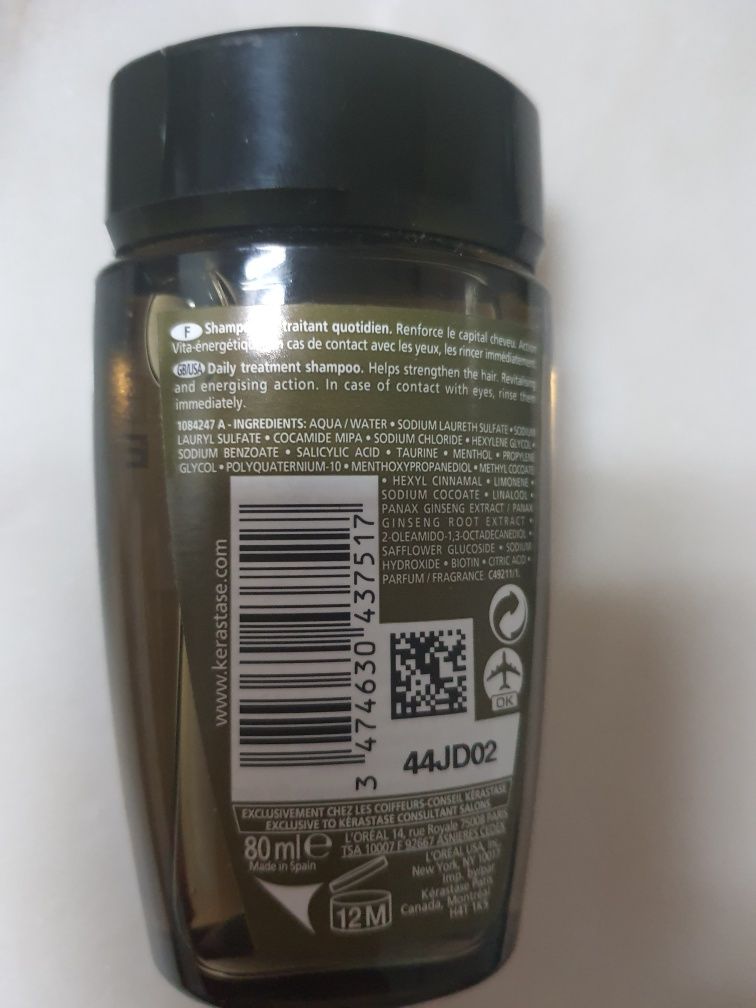 F Shamp traitant quotidien. Renforce le capital cheveu. Action
Vita-énergétiq cas de contact avec les yeux, les rincer immédiatement.
GB/USA Daily treatment shampoo. Helps strengthen the hair. Revitalising
and energising action. In case of contact with eyes, rinse them
immediately.
1084247 A - INGREDIENTS: AQUA / WATER • SODIUM LAURETH SULFATE • SODIUM
LAURYL SULFATE • COCAMIDE MIPA • SODIUM CHLORIDE • HEXYLENE GLYCOL •
SODIUM BENZOATE • SALICYLIC ACID • TAURINE • MENTHOL • PROPYLENE
GLYCOL • POLYQUATERNIUM-10 • MENTHOXYPROPANEDIOL • METHYL COCOATE
• HEXYL CINNAMAL • LIMONENE •
SODIUM COCOATE • LINALOOL •
PANAX GINSENG EXTRACT / PANAX
GINSENG ROOT EXTRACT •
2-OLEAMIDO-1,3-OCTADECANEDIOL •
SAFFLOWER GLUCOSIDE • SODIUM
HYDROXIDE • BIOTIN • CITRIC ACID •
PARFUM / FRAGRANCE. C49211/1.
www.kerastase.com
3 474630 437517
OK
44JD02
EXCLUSIVEMENT CHEZ LES COIFFEURS-CONSEIL KÉRASTASE
EXCLUSIVE TO KÉRASTASE CONSULTANT SALONS
80 ml e
Made in Spain
L'ORÉAL 14, rue Royale 75008 PARIS
TSA 10007 F 92667 ASNIERES CEDEX
L'ORÉAL USA, Inc.
New York, NY 10017
Imp. by/par
Kérastase Paris
Canada, Montréal
H4T 1K5
12 M